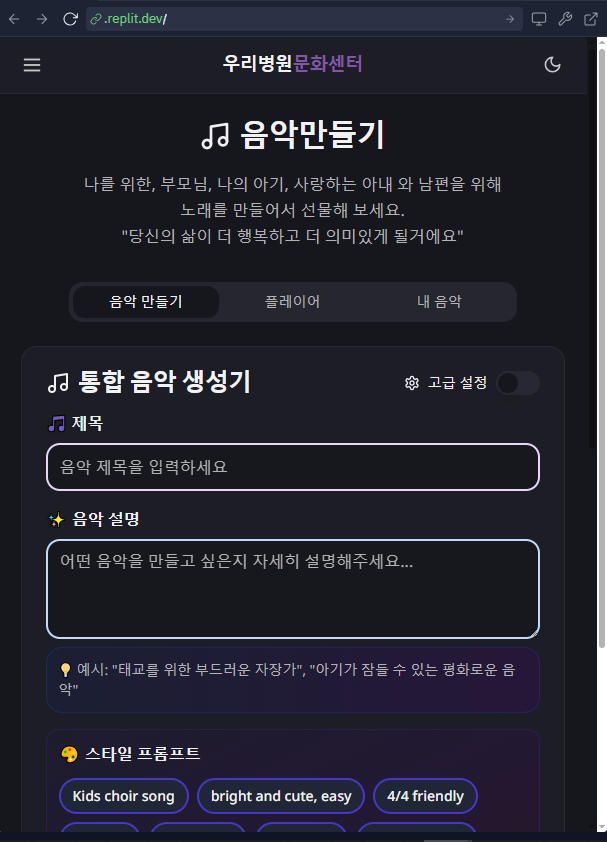 .replit.dev/
우리병원문화센터
음악만들기
나를 위한, 부모님, 나의 아기, 사랑하는 아내 와 남편을 위해
노래를 만들어서 선물해 보세요.
"당신의 삶이 더 행복하고 더 의미있게 될거에요"
음악 만들기 플레이어 내 음악
통합 음악 생성기 고급 설정
제목
음악 제목을 입력하세요
음악 설명
어떤 음악을 만들고 싶은지 자세히 설명해주세요...
예시: "태교를 위한 부드러운 자장가", "아기가 잠들 수 있는 평화로운 음
악"
스타일 프롬프트
Kids choir song bright and cute, easy 4/4 friendly